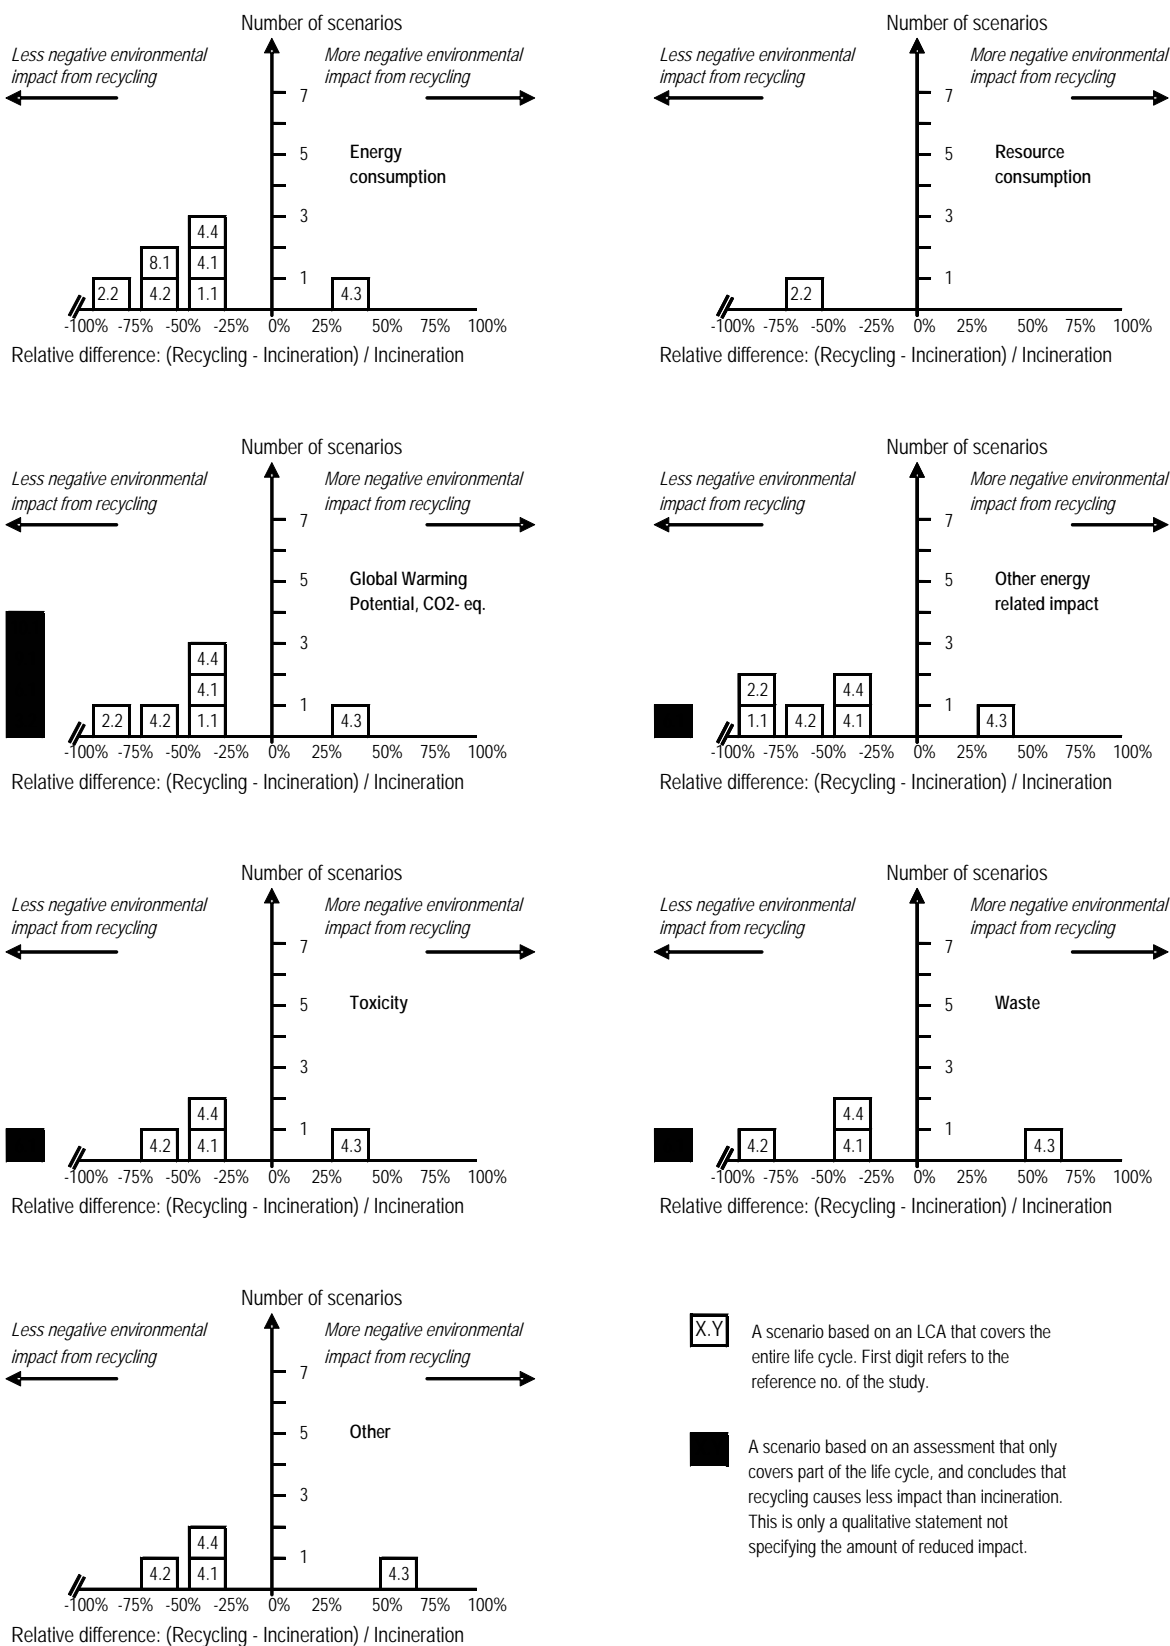 Number of scenarios
Less negative environmental
impact from recycling
More negative environmental
impact from recycling
7
5
3
1
Energy
consumption
4.4
8.1
4.1
2.2
4.2
1.1
4.3
-100% -75% -50% -25% 0% 25% 50% 75% 100%
Relative difference: (Recycling - Incineration) / Incineration
Number of scenarios
Less negative environmental
impact from recycling
More negative environmental
impact from recycling
7
5
3
1
Resource
consumption
2.2
-100% -75% -50% -25% 0% 25% 50% 75% 100%
Relative difference: (Recycling - Incineration) / Incineration
Number of scenarios
Less negative environmental
impact from recycling
More negative environmental
impact from recycling
7
5
3
1
Global Warming
Potential, CO2- eq.
4.4
4.1
2.2
4.2
1.1
4.3
-100% -75% -50% -25% 0% 25% 50% 75% 100%
Relative difference: (Recycling - Incineration) / Incineration
Number of scenarios
Less negative environmental
impact from recycling
More negative environmental
impact from recycling
7
5
3
1
Other energy
related impact
2.2
4.4
1.1
4.2
4.1
4.3
-100% -75% -50% -25% 0% 25% 50% 75% 100%
Relative difference: (Recycling - Incineration) / Incineration
Number of scenarios
Less negative environmental
impact from recycling
More negative environmental
impact from recycling
7
5
3
1
Toxicity
4.4
4.2
4.1
4.3
-100% -75% -50% -25% 0% 25% 50% 75% 100%
Relative difference: (Recycling - Incineration) / Incineration
Number of scenarios
Less negative environmental
impact from recycling
More negative environmental
impact from recycling
7
5
3
1
Waste
4.4
4.2
4.1
4.3
-100% -75% -50% -25% 0% 25% 50% 75% 100%
Relative difference: (Recycling - Incineration) / Incineration
Number of scenarios
Less negative environmental
impact from recycling
More negative environmental
impact from recycling
7
5
3
1
Other
4.4
4.2
4.1
4.3
-100% -75% -50% -25% 0% 25% 50% 75% 100%
Relative difference: (Recycling - Incineration) / Incineration
X.Y
A scenario based on an LCA that covers the
entire life cycle. First digit refers to the
reference no. of the study.
A scenario based on an assessment that only
covers part of the life cycle, and concludes that
recycling causes less impact than incineration.
This is only a qualitative statement not
specifying the amount of reduced impact.